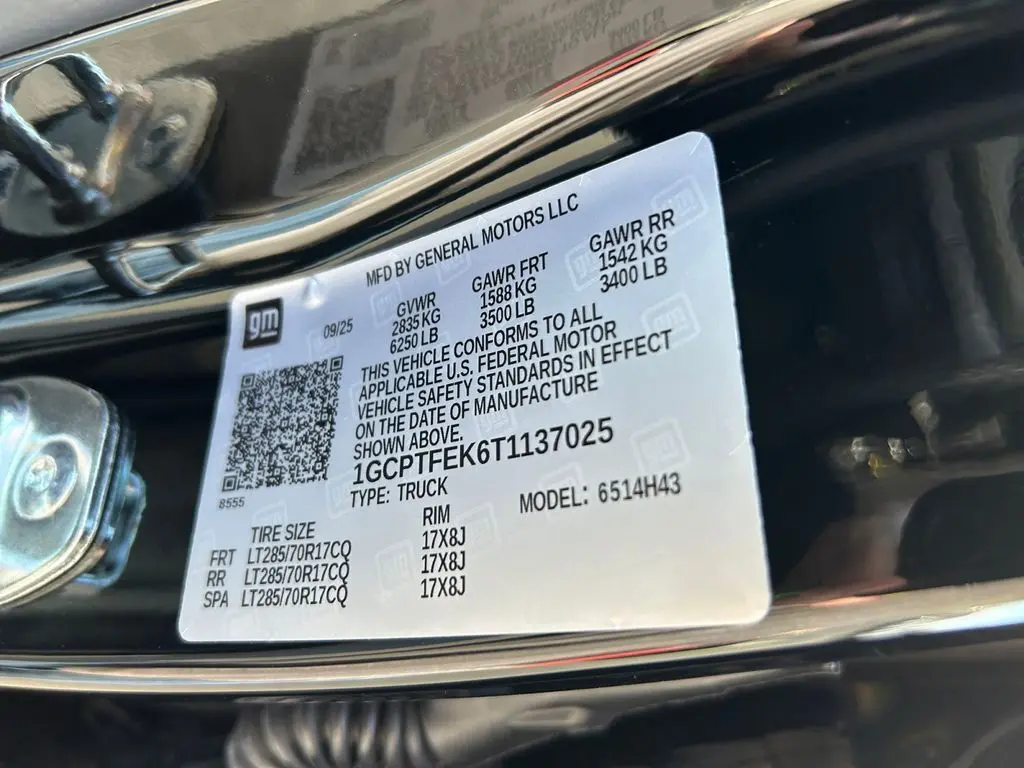 MFD BY GENERAL MOTORS LLC
gm
09/25
GVWR GAWR FRT GAWR RR
2835 KG 1588 KG 1542 KG
6250 LB 3500 LB 3400 LB
THIS VEHICLE CONFORMS TO ALL
APPLICABLE U.S. FEDERAL MOTOR
VEHICLE SAFETY STANDARDS IN EFFECT
ON THE DATE OF MANUFACTURE
SHOWN ABOVE.
1GCPTFEK6T1137025
8555
TYPE: TRUCK MODEL: 6514H43
TIRE SIZE RIM
FRT LT285/70R17CQ 17X8J
RR LT285/70R17CQ 17X8J
SPA LT285/70R17CQ 17X8J